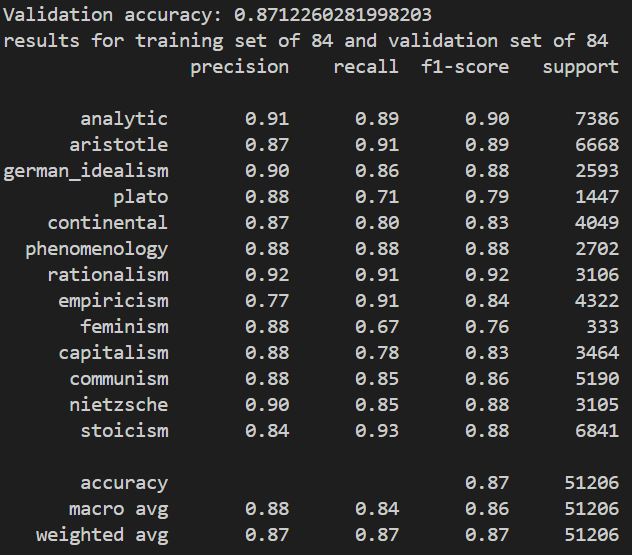 Validation accuracy: 0.8712260281998203
results for training set of 84 and validation set of 84
precision recall f1-score support
analytic 0.91 0.89 0.90 7386
aristotle 0.87 0.91 0.89 6668
german_idealism 0.90 0.86 0.88 2593
plato 0.88 0.71 0.79 1447
continental 0.87 0.80 0.83 4049
phenomenology 0.88 0.88 0.88 2702
rationalism 0.92 0.91 0.92 3106
empiricism 0.77 0.91 0.84 4322
feminism 0.88 0.67 0.76 333
capitalism 0.88 0.78 0.83 3464
communism 0.88 0.85 0.86 5190
nietzsche 0.90 0.85 0.88 3105
stoicism 0.84 0.93 0.88 6841
accuracy 0.87 51206
macro avg 0.88 0.84 0.86 51206
weighted avg 0.87 0.87 0.87 51206